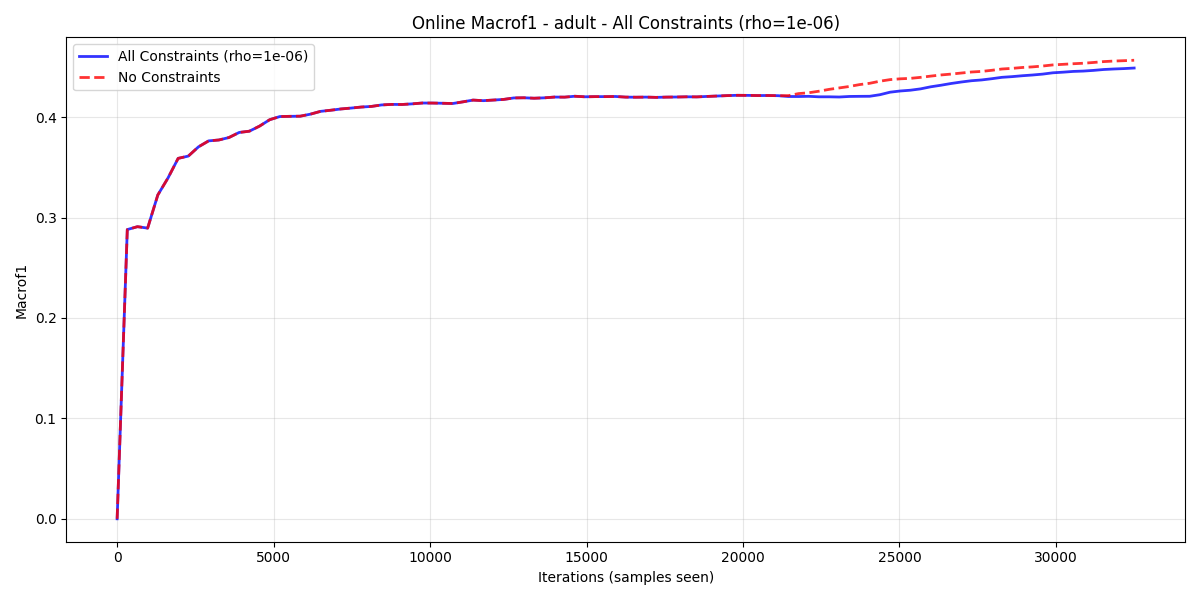 Online Macrof1 - adult - All Constraints (rho=1e-06)
All Constraints (rho=1e-06)
No Constraints
Macrof1
0.4
0.3
0.2
0.1
0.0
0 5000 10000 15000 20000 25000 30000
Iterations (samples seen)